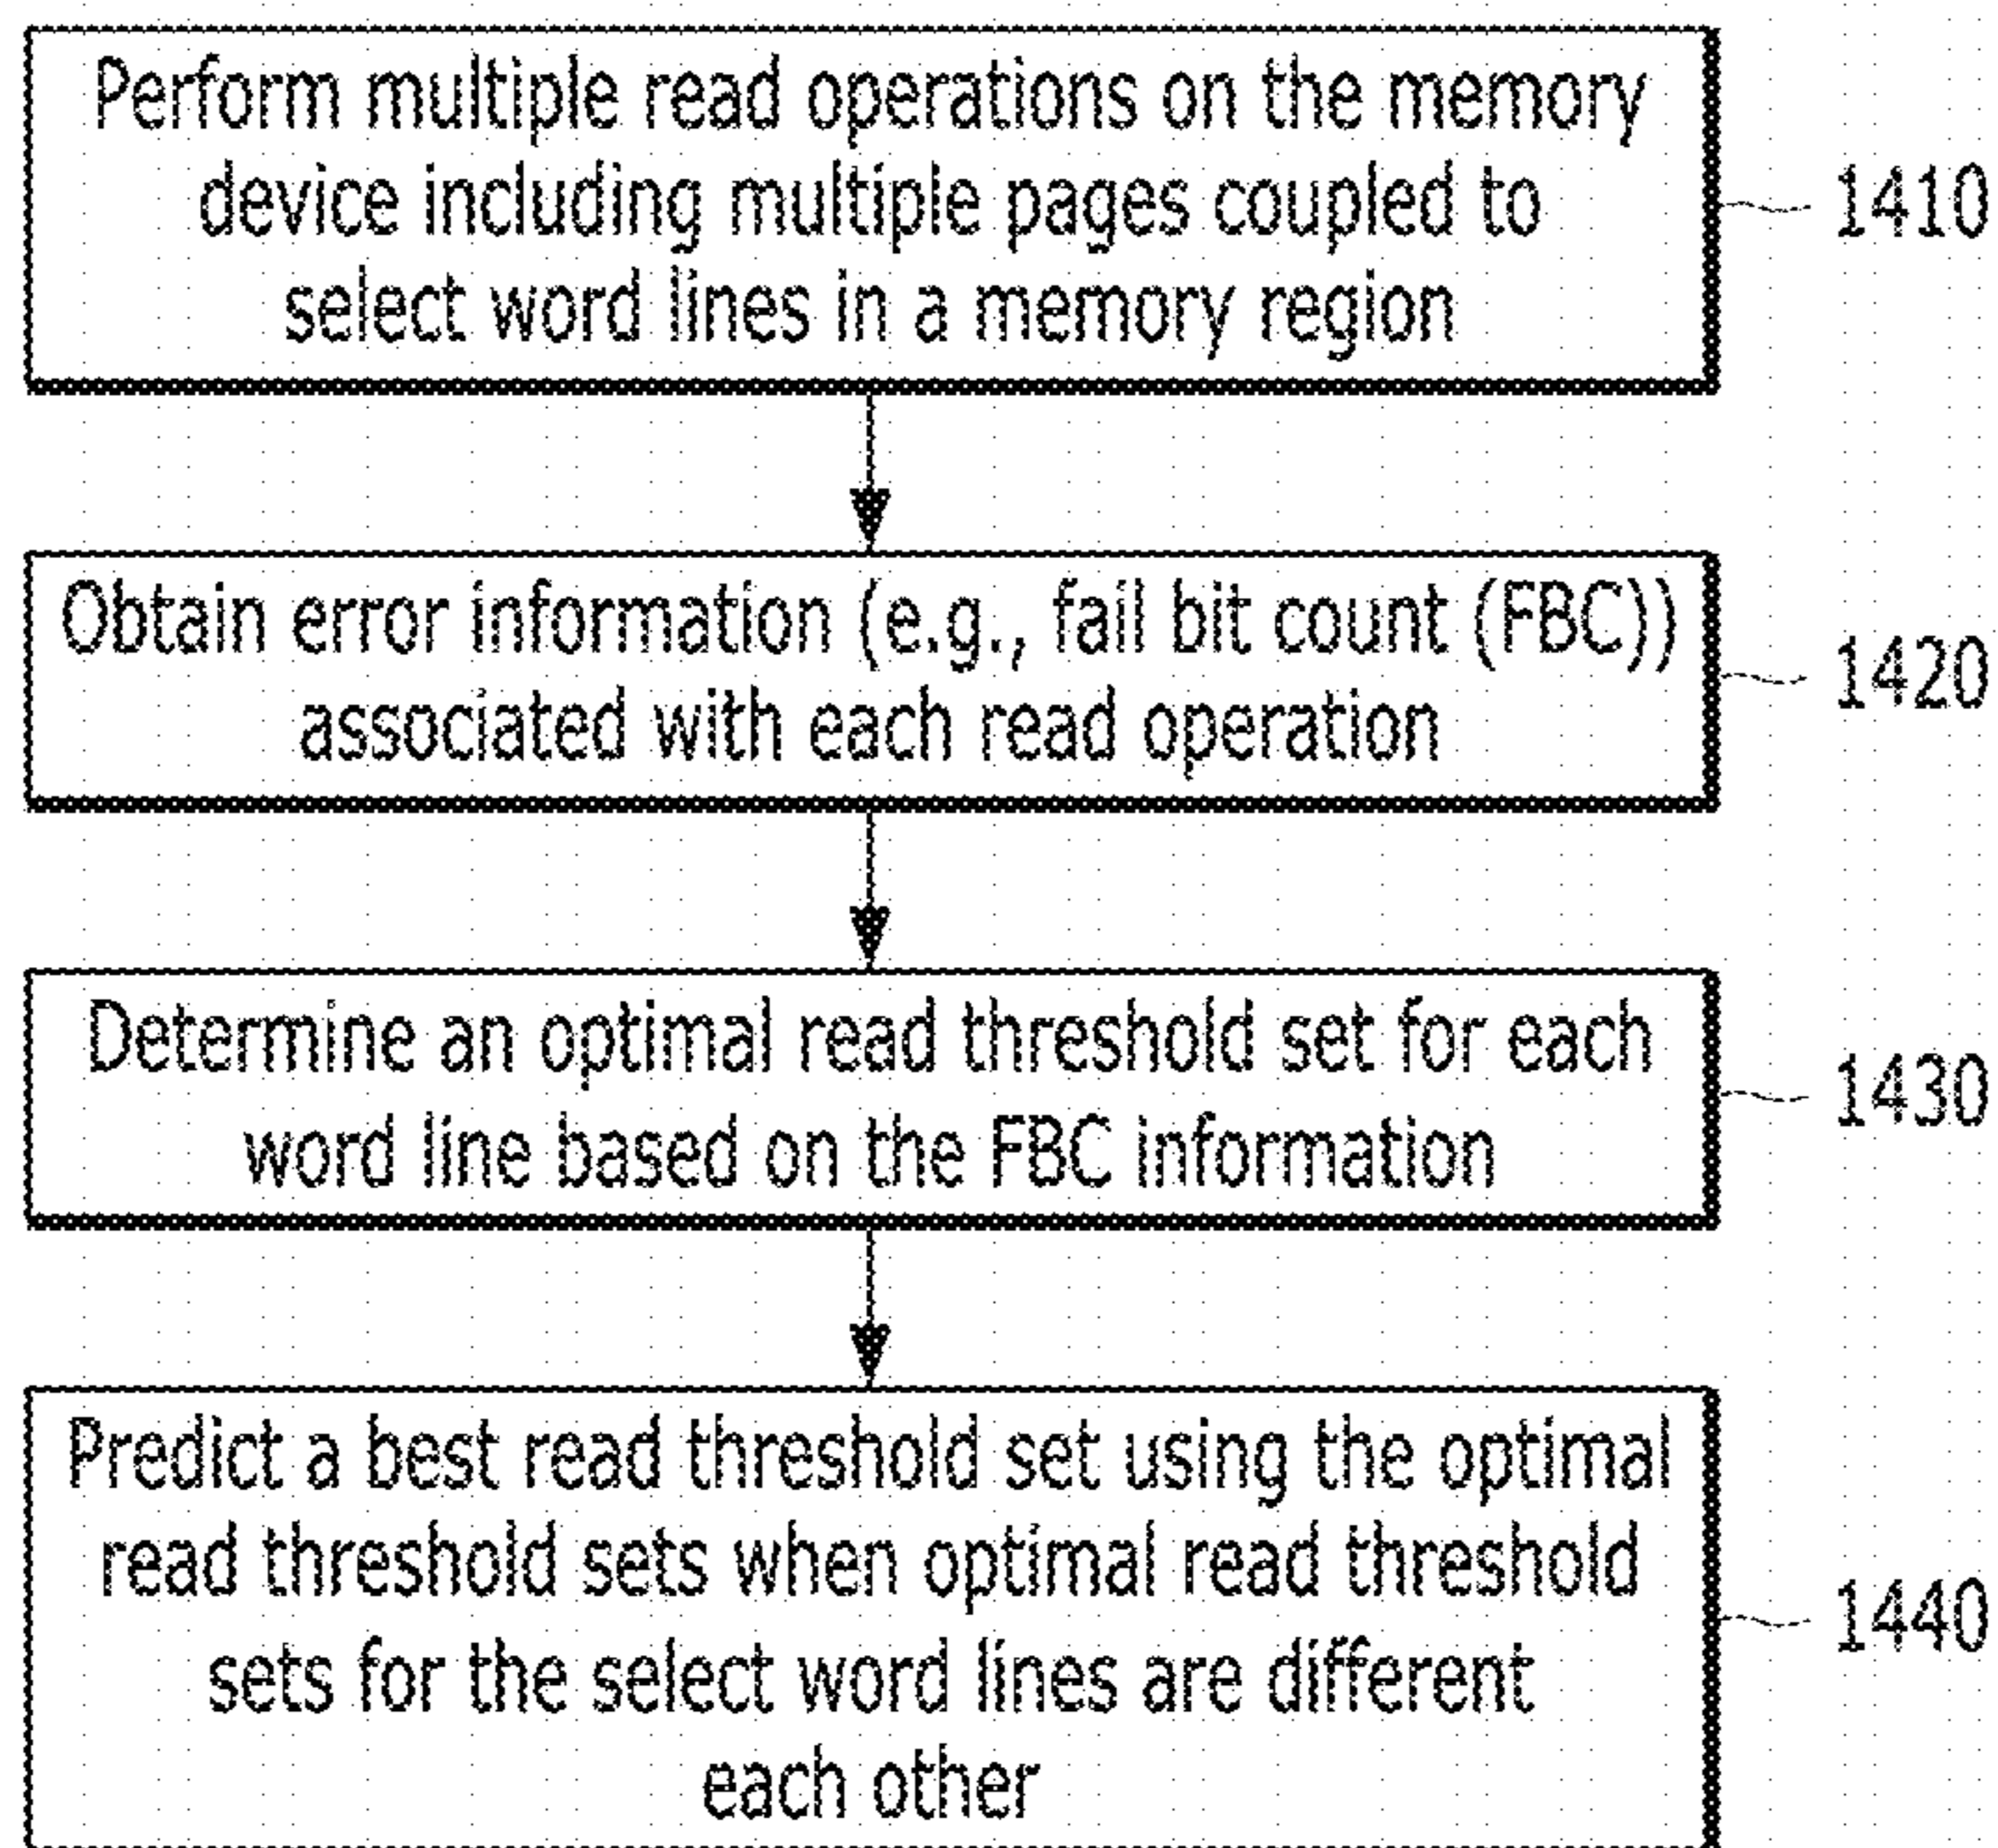 Perform multiple read operations on the memory
device including multiple pages coupled to
select word lines in a memory region
1410
Obtain error information (e.g., fail bit count (FBC))
associated with each read operation
1420
Determine an optimal read threshold set for each
word line based on the FBC information
1430
Predict a best read threshold set using the optimal
read threshold sets when optimal read threshold
sets for the select word lines are different
each other
1440